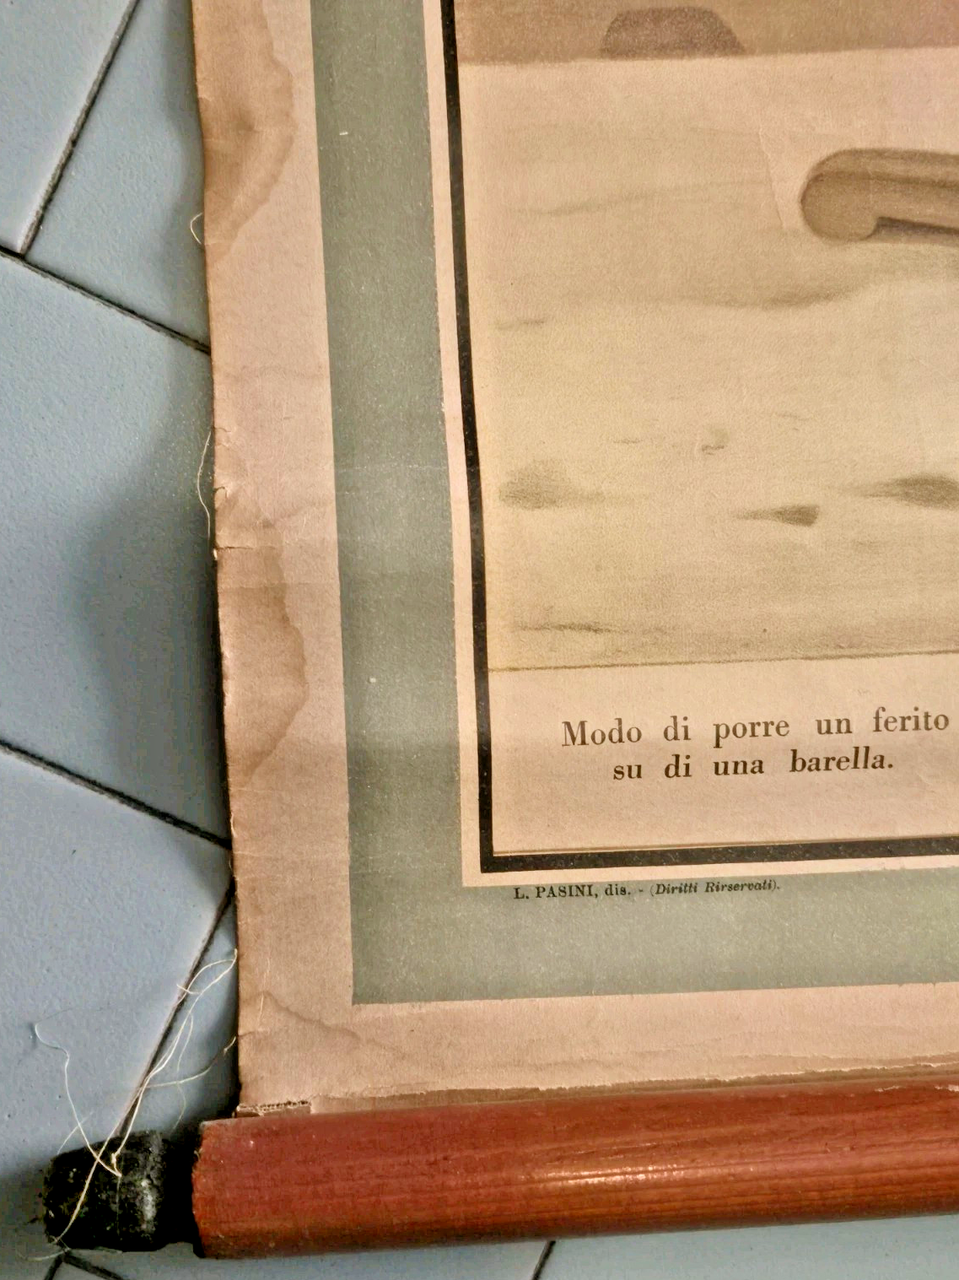 Modo di porre un ferito
su di una barella.
L. PASINI, dis. - (Diritti Rirservati).